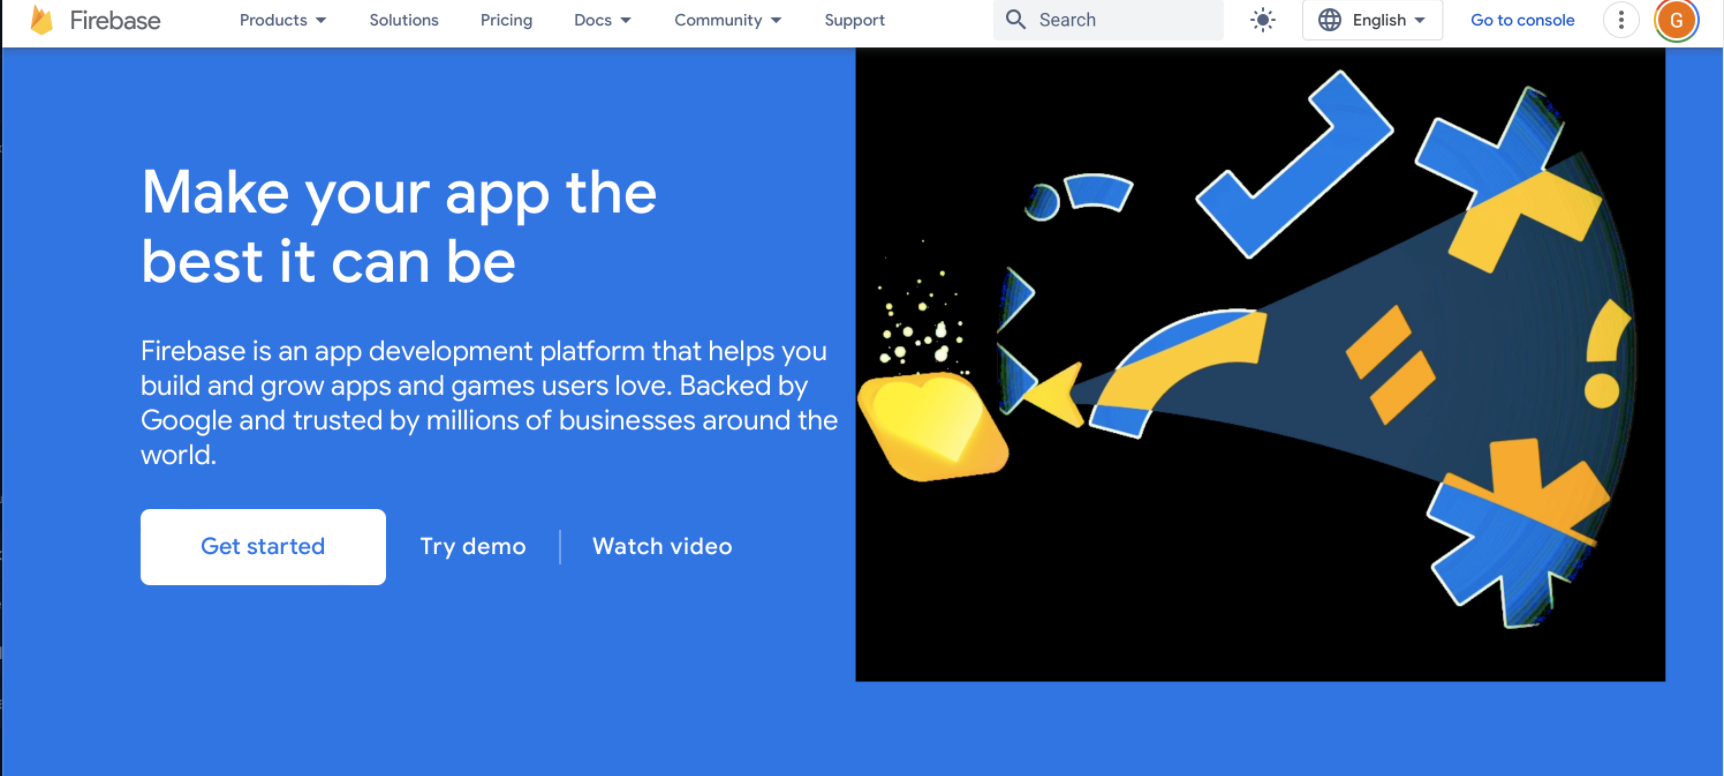 Firebase
Products
Solutions
Pricing
Docs
Community
Support
Search
English
Go to console
G
Make your app the
best it can be
Firebase is an app development platform that helps you
build and grow apps and games users love. Backed by
Google and trusted by millions of businesses around the
world.
Get started
Try demo
Watch video